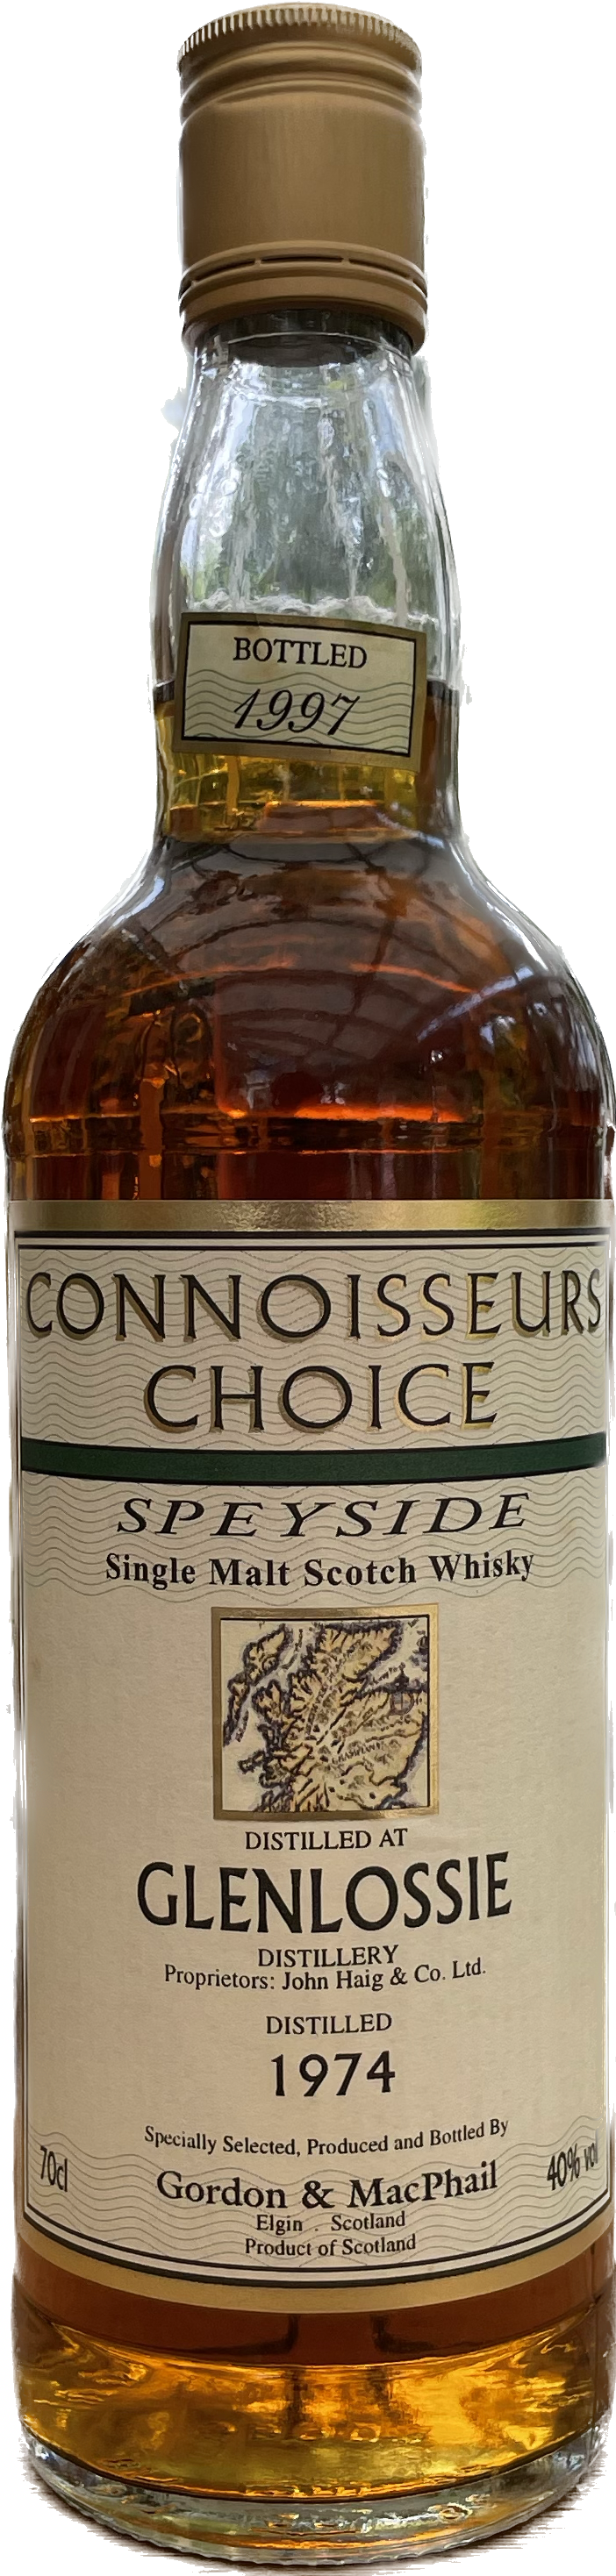 BOTTLED
1997
CONNOISSEURS
CHOICE
SPEYSIDE
Single Malt Scotch Whisky
DISTILLED AT
GLENLOSSIE
DISTILLERY
Proprietors: John Haig & Co. Ltd.
DISTILLED
1974
Specially Selected, Produced and Bottled By
70cl
Gordon & MacPhail
40% vol
Elgin . Scotland
Product of Scotland